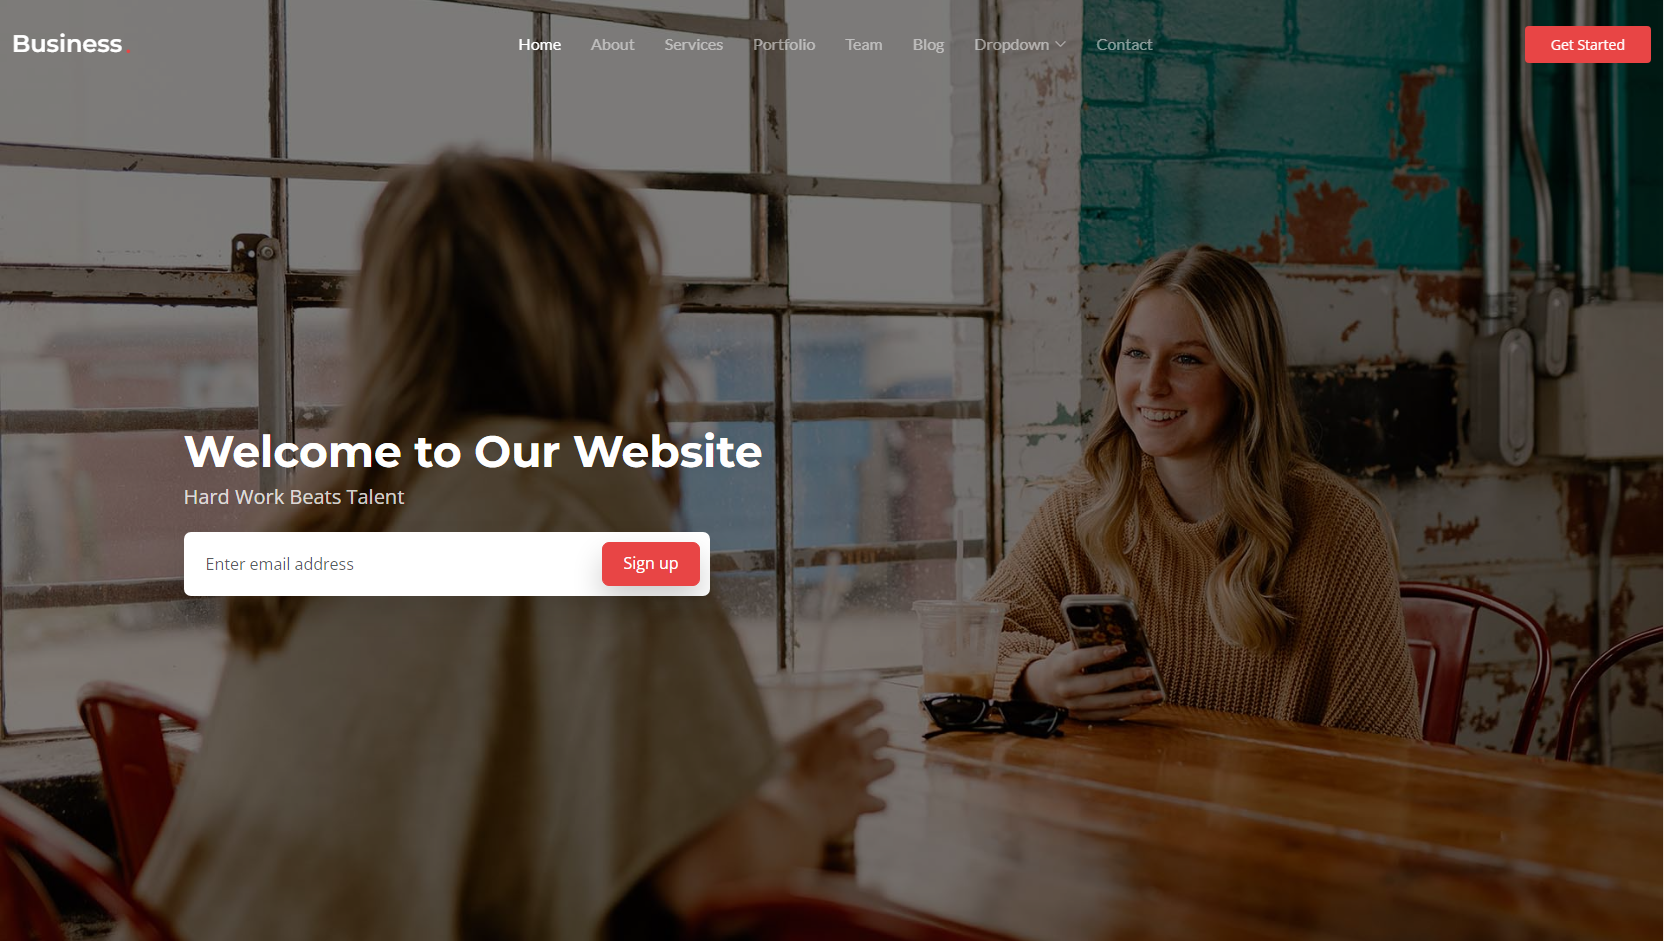 Business.
Home About Services Portfolio Team Blog Dropdown Contact
Get Started
Welcome to Our Website
Hard Work Beats Talent
Enter email address
Sign up